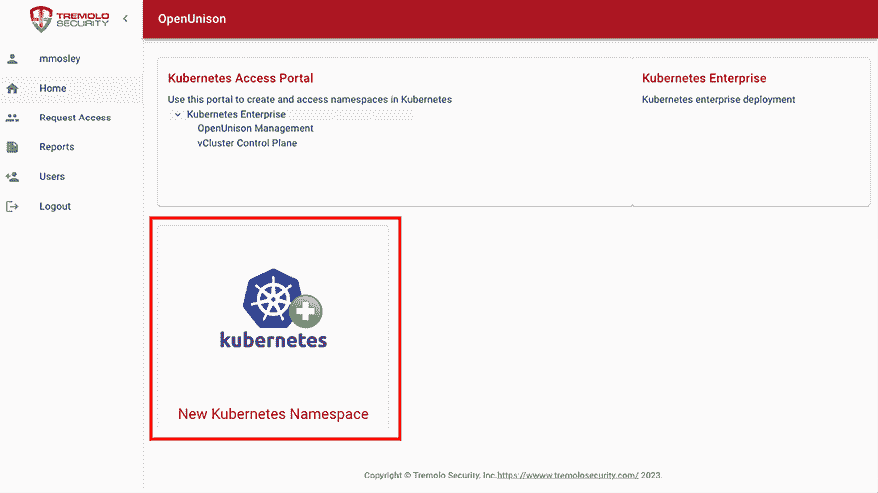 TREMOLO
SECURITY
OpenUnison
mmosley
Home
Request Access
Reports
Users
Logout
Kubernetes Access Portal
Use this portal to create and access namespaces in Kubernetes
Kubernetes Enterprise
OpenUnison Management
vCluster Control Plane
Kubernetes Enterprise
Kubernetes enterprise deployment
kubernetes
New Kubernetes Namespace
Copyright © Tremolo Security, Inc.https://wwww.tremolosecurity.com/ 2023.